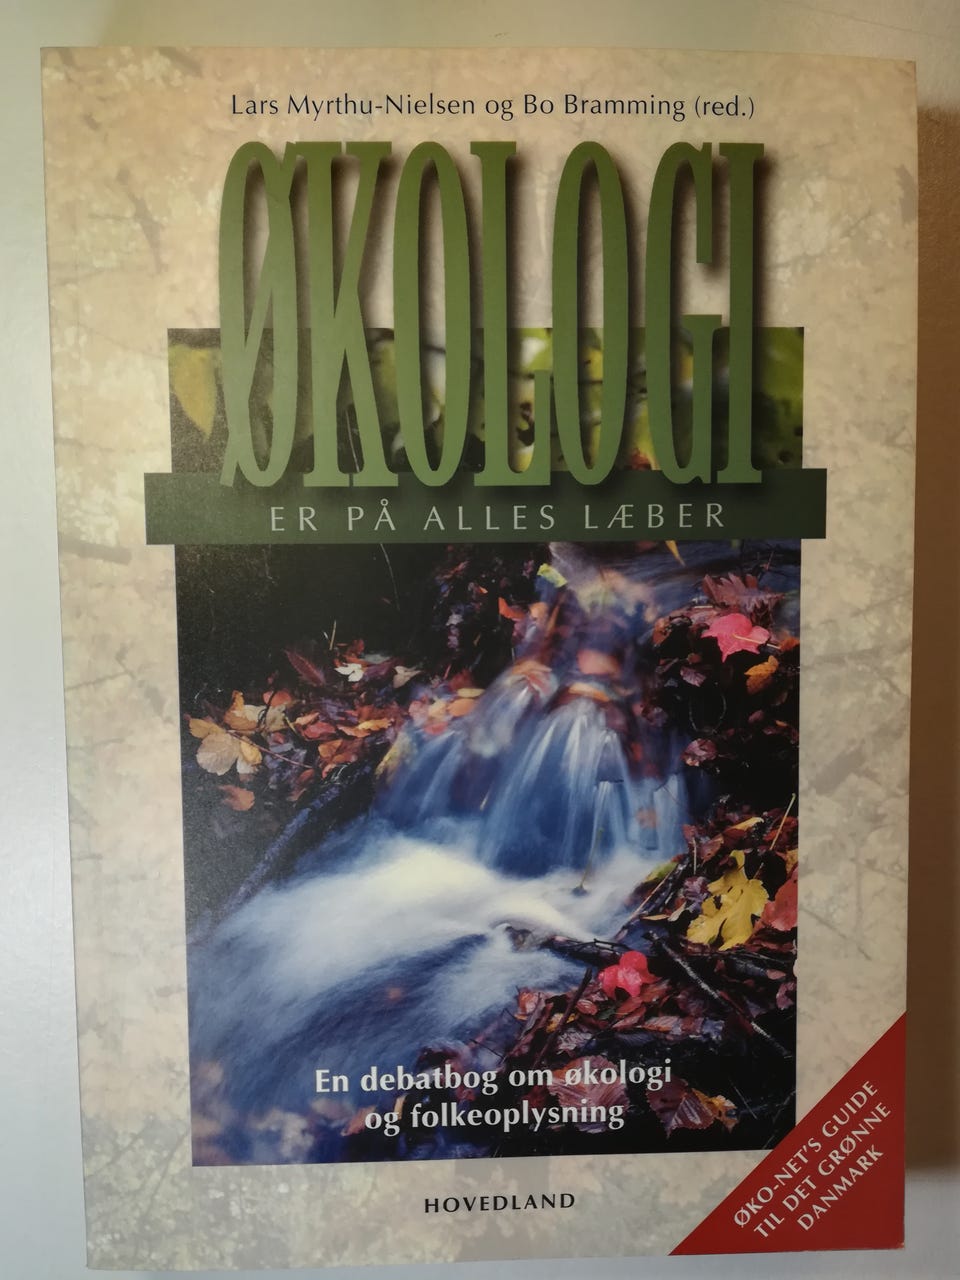 Lars Myrthu-Nielsen og Bo Bramming (red.)
ØKOLOGI
ER PÅ ALLES LÆBER
En debatbog om økologi
og folkeoplysning
HOVEDLAND
ØKO-NET'S GUIDE
TIL DET GRØNNE
DANMARK